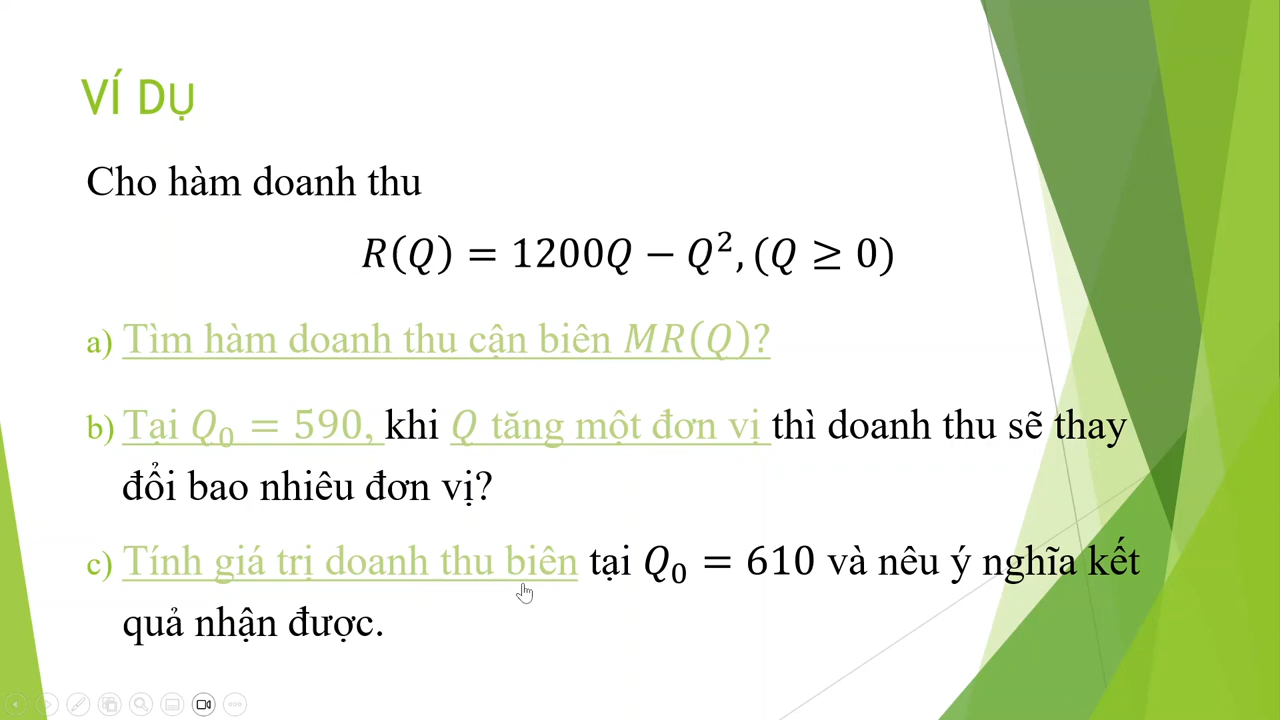 VÍ DỤ
Cho hàm doanh thu
R(Q) = 1200Q − Q², (Q ≥ 0)
a) Tìm hàm doanh thu cận biên MR(Q)?
b) Tại Q₀ = 590, khi Q tăng một đơn vị thì doanh thu sẽ thay
đổi bao nhiêu đơn vị?
c) Tính giá trị doanh thu biên tại Q₀ = 610 và nêu ý nghĩa kết
quả nhận được.